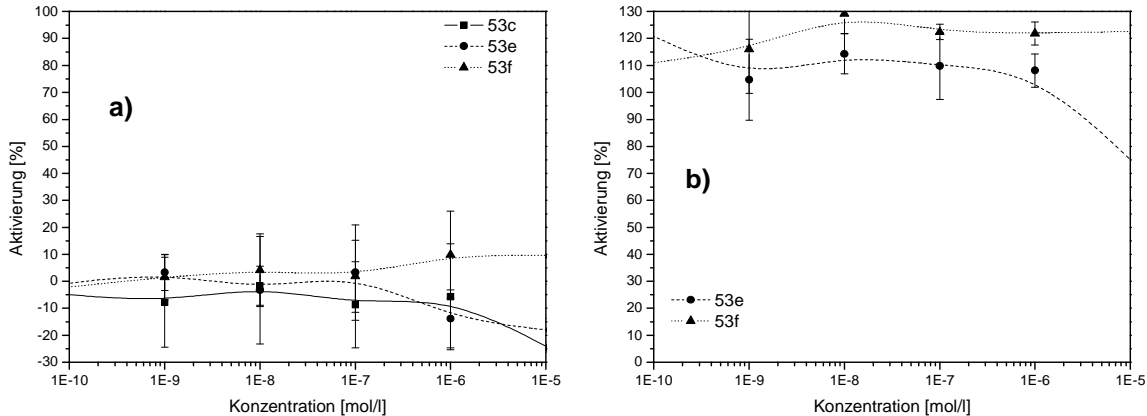 100
90
80
70
60
50
40
30
20
10
0
-10
-20
-30
Aktivierung [%]
a)
53c
53e
53f
1E-10 1E-9 1E-8 1E-7 1E-6 1E-5
Konzentration [mol/l]
130
120
110
100
90
80
70
60
50
40
30
20
10
0
Aktivierung [%]
b)
53e
53f
1E-10 1E-9 1E-8 1E-7 1E-6 1E-5
Konzentration [mol/l]